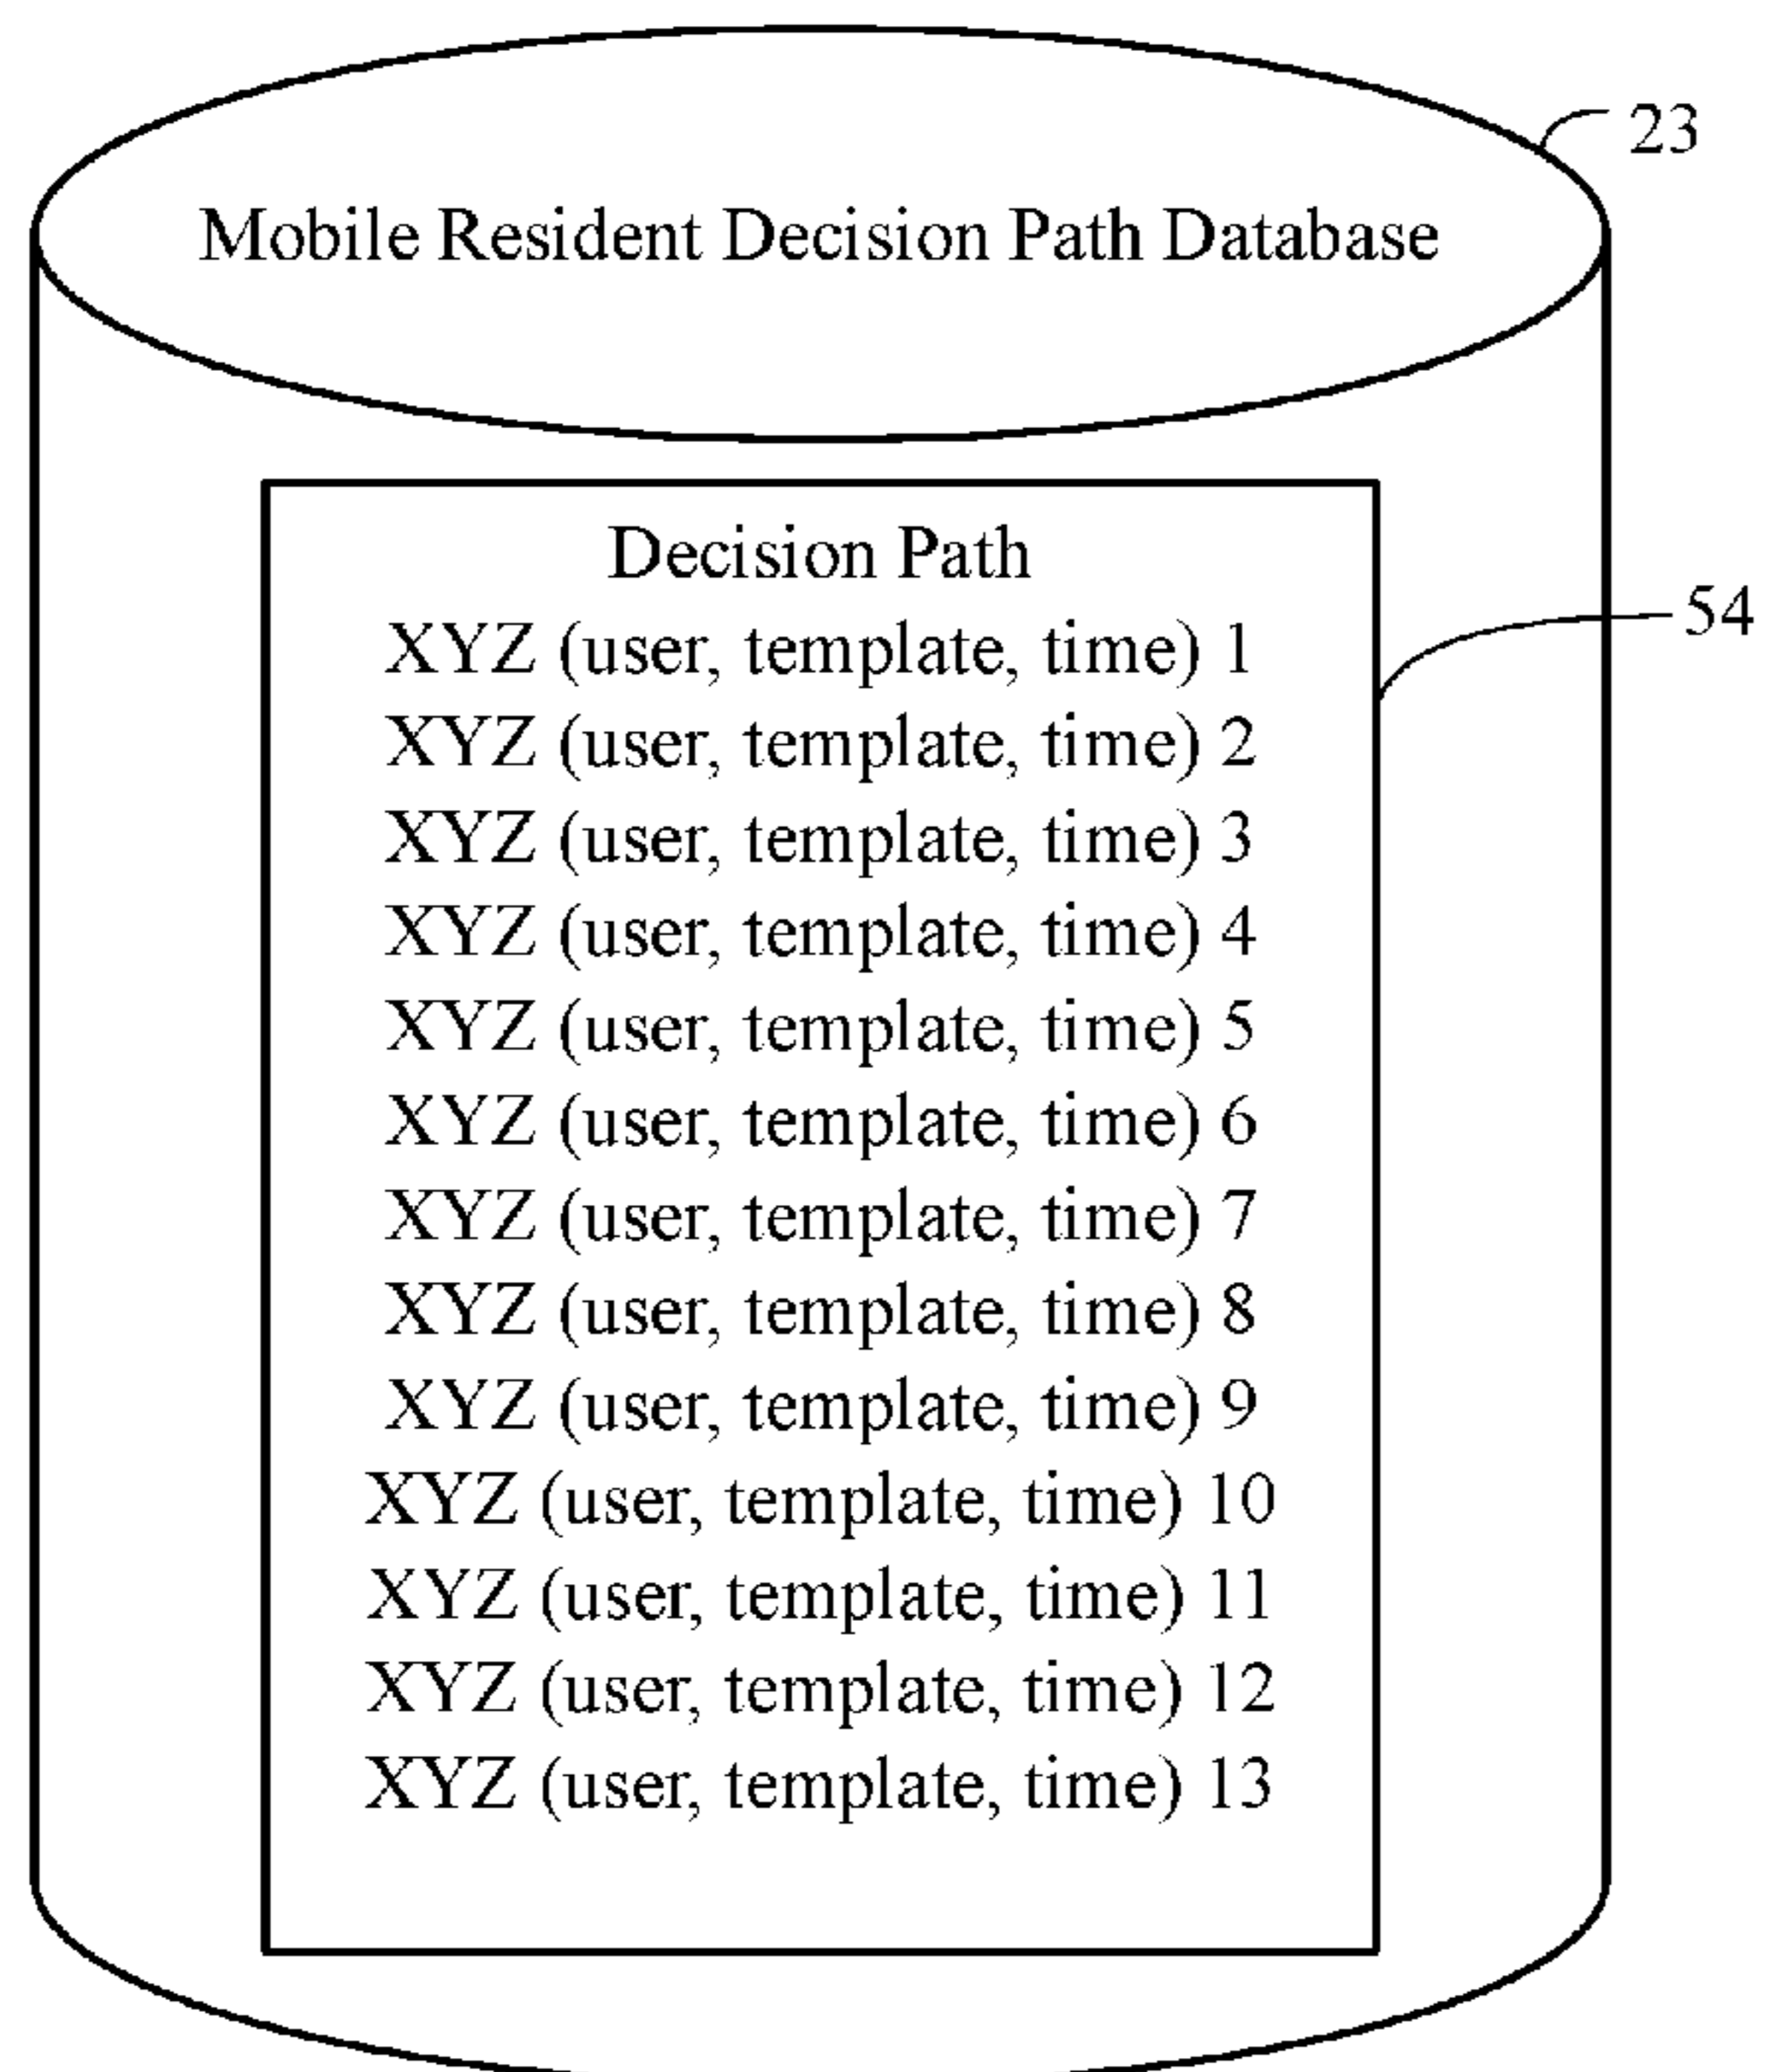 23
Mobile Resident Decision Path Database
Decision Path
54
XYZ (user, template, time) 1
XYZ (user, template, time) 2
XYZ (user, template, time) 3
XYZ (user, template, time) 4
XYZ (user, template, time) 5
XYZ (user, template, time) 6
XYZ (user, template, time) 7
XYZ (user, template, time) 8
XYZ (user, template, time) 9
XYZ (user, template, time) 10
XYZ (user, template, time) 11
XYZ (user, template, time) 12
XYZ (user, template, time) 13